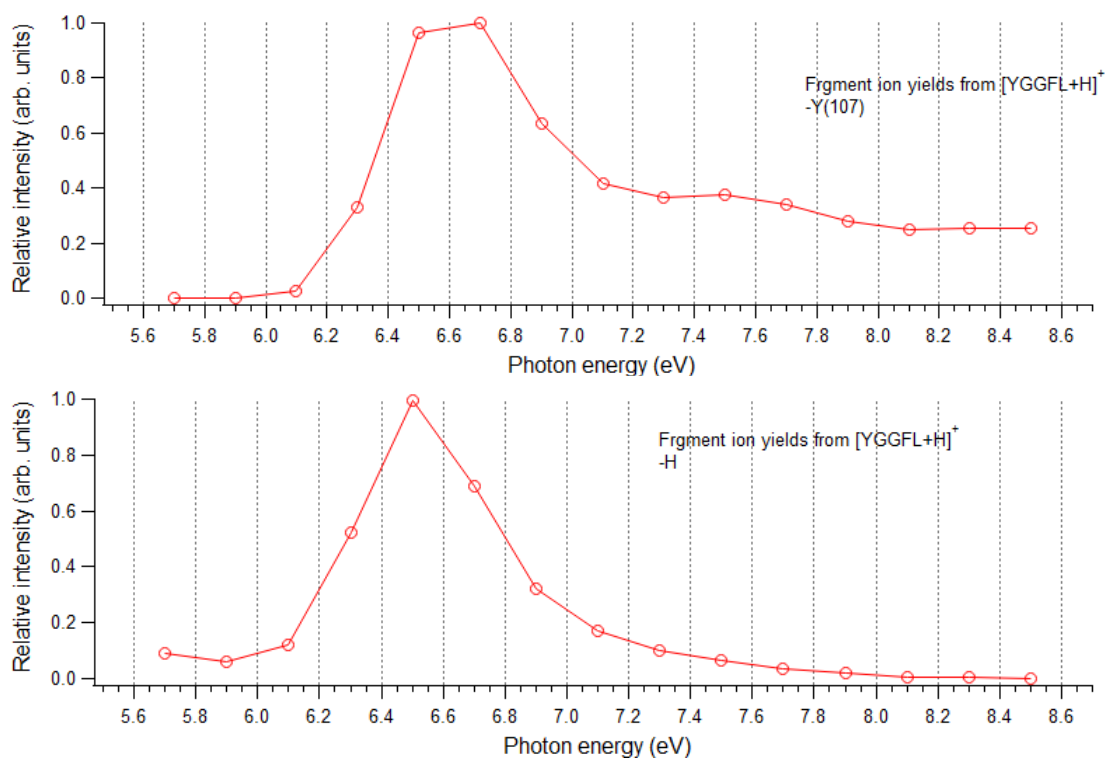 Relative intensity (arb. units)
1.0
0.8
0.6
0.4
0.2
0.0
Frgment ion yields from [YGGFL+H]+
-Y(107)
5.6 5.8 6.0 6.2 6.4 6.6 6.8 7.0 7.2 7.4 7.6 7.8 8.0 8.2 8.4 8.6
Photon energy (eV)
Relative intensity (arb. units)
1.0
0.8
0.6
0.4
0.2
0.0
Frgment ion yields from [YGGFL+H]+
-H
5.6 5.8 6.0 6.2 6.4 6.6 6.8 7.0 7.2 7.4 7.6 7.8 8.0 8.2 8.4 8.6
Photon energy (eV)